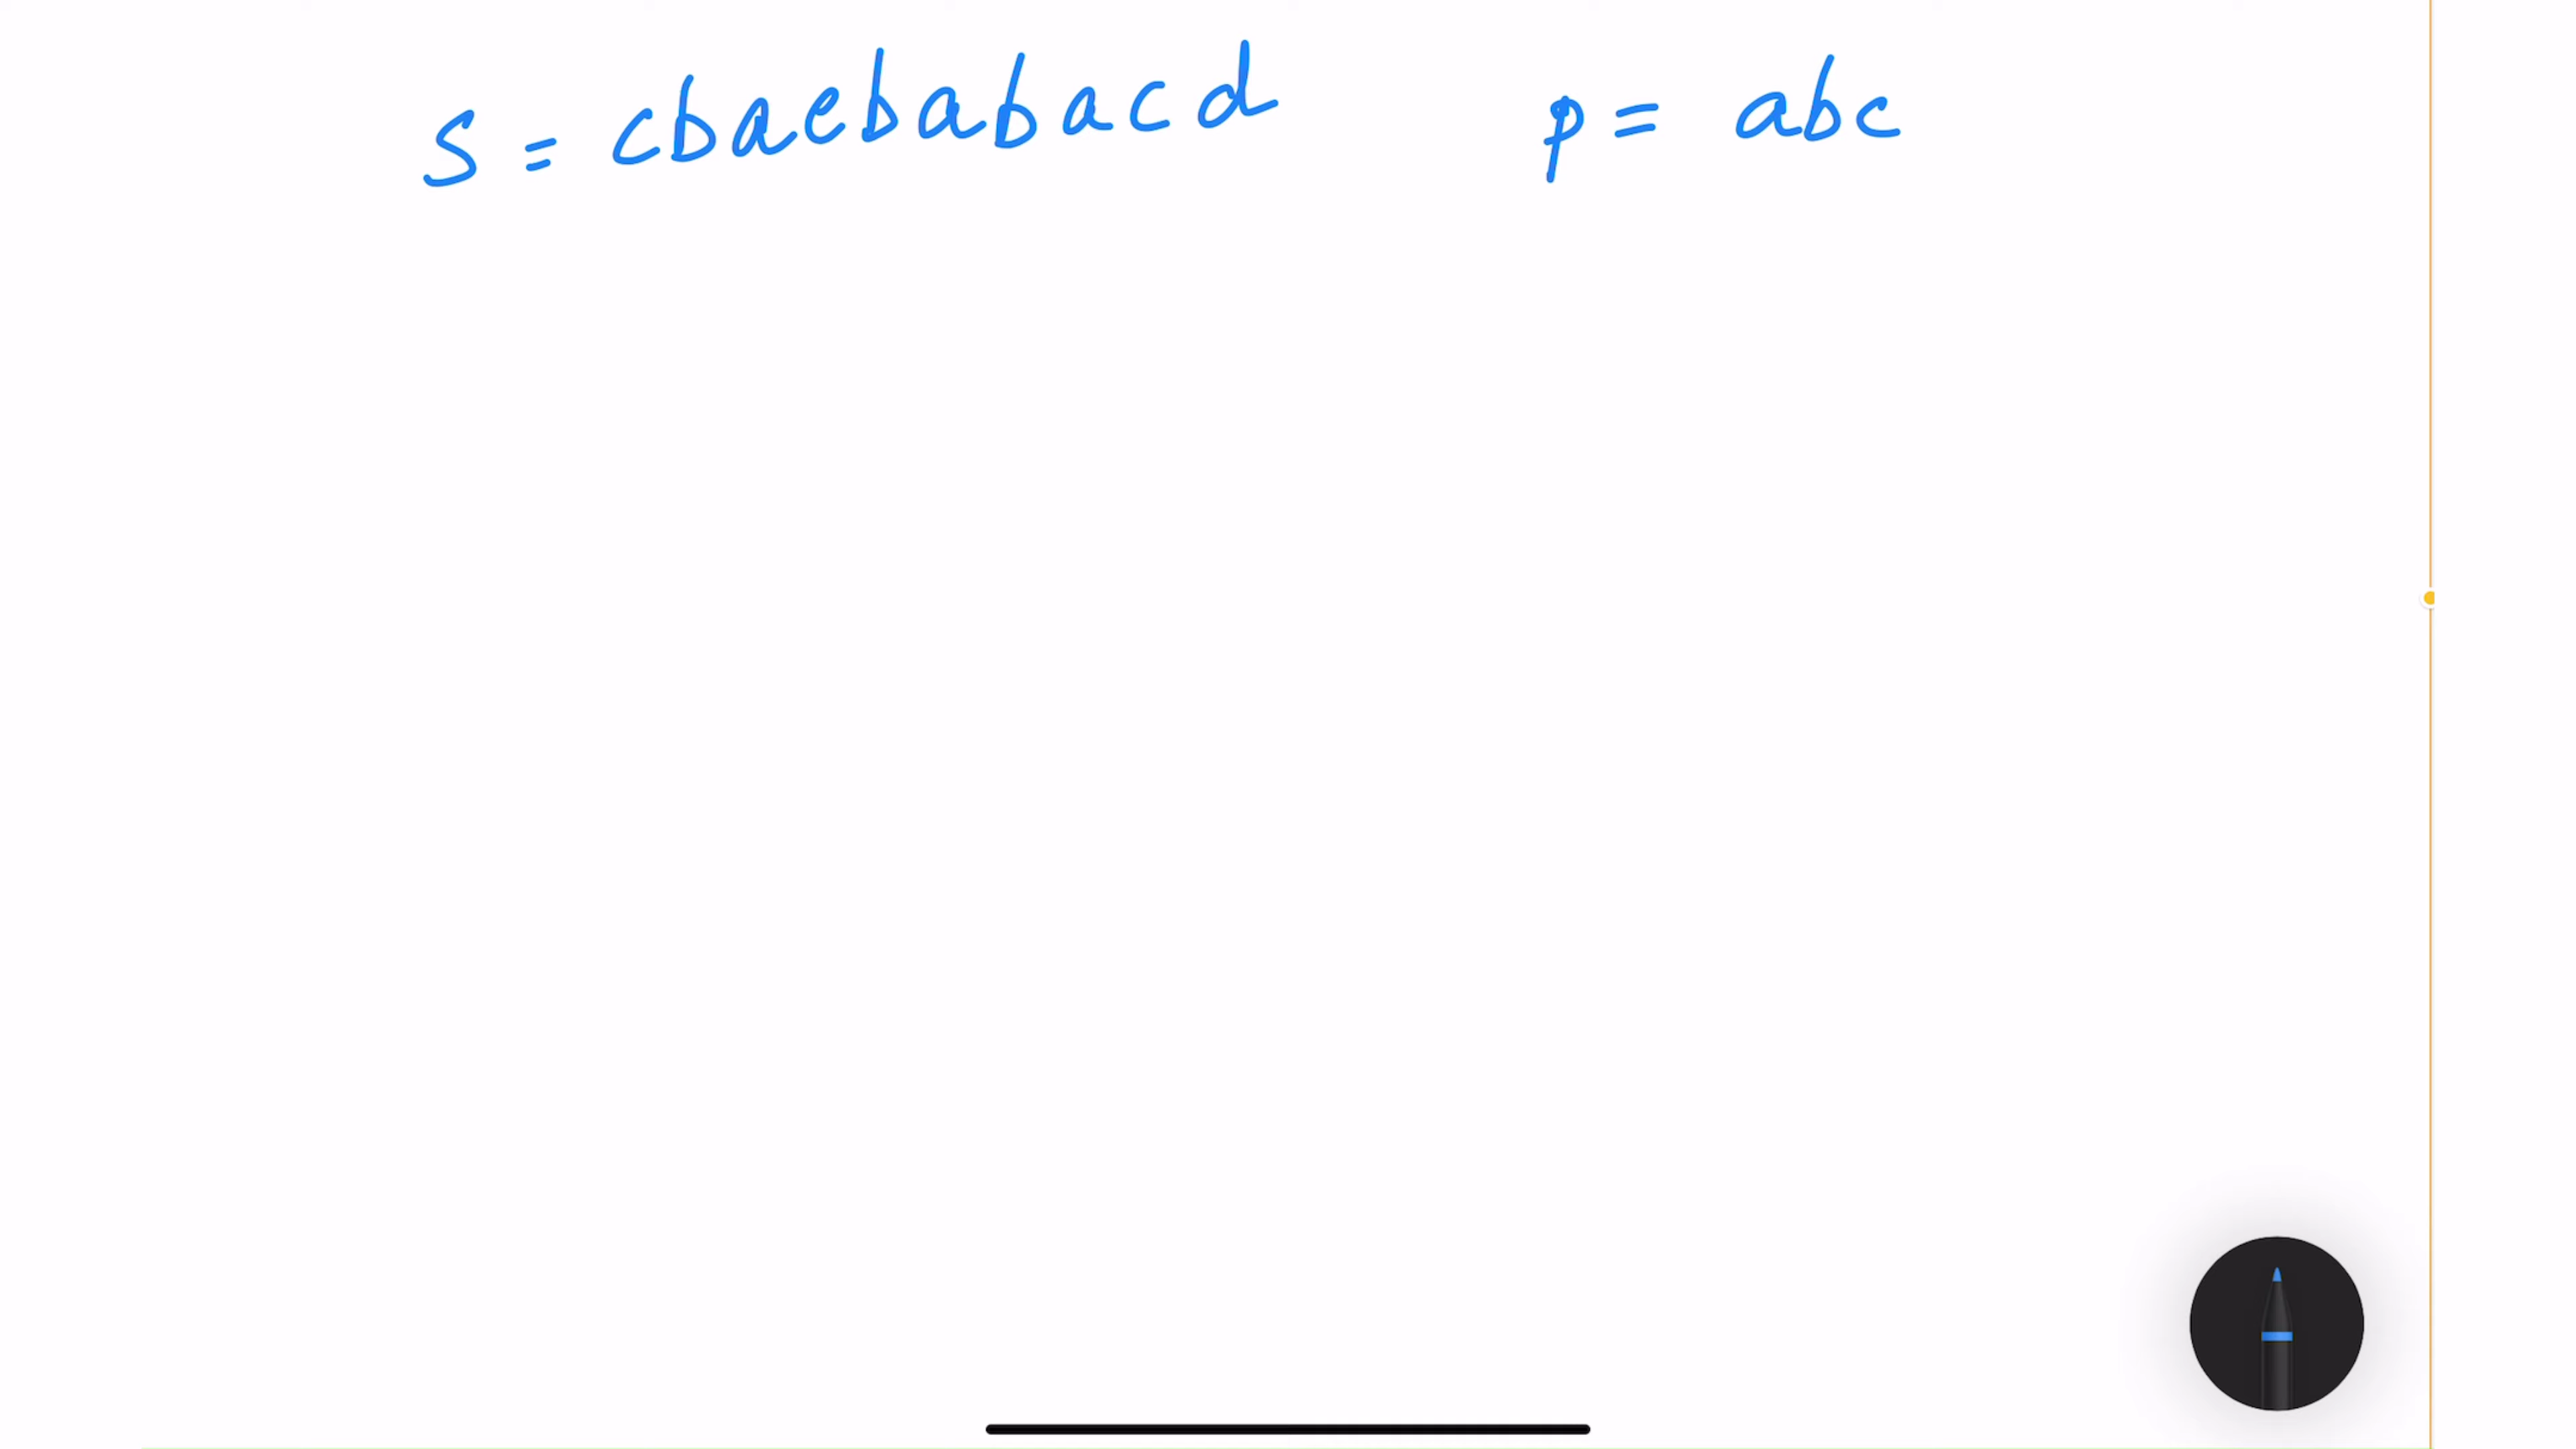 s = cbaebabacd p = abc